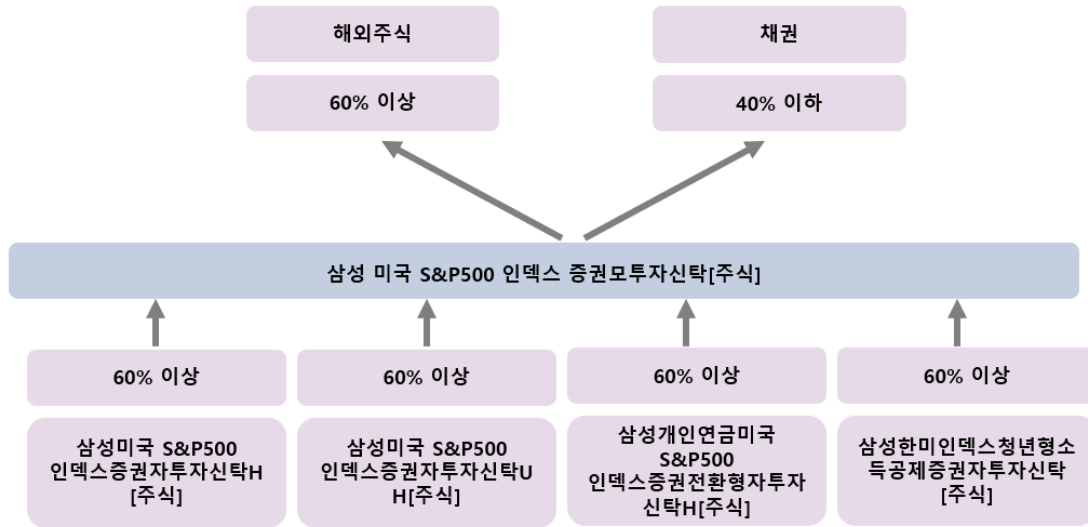 해외주식
채권
60% 이상
40% 이하
삼성 미국 S&P500 인덱스 증권모투자신탁[주식]
60% 이상
60% 이상
60% 이상
60% 이상
삼성미국 S&P500
인덱스증권자투자신탁H
[주식]
삼성미국 S&P500
인덱스증권자투자신탁U
H[주식]
삼성개인연금미국
S&P500
인덱스증권전환형자투자
신탁H[주식]
삼성한미인덱스청년형소
득공제증권자투자신탁
[주식]